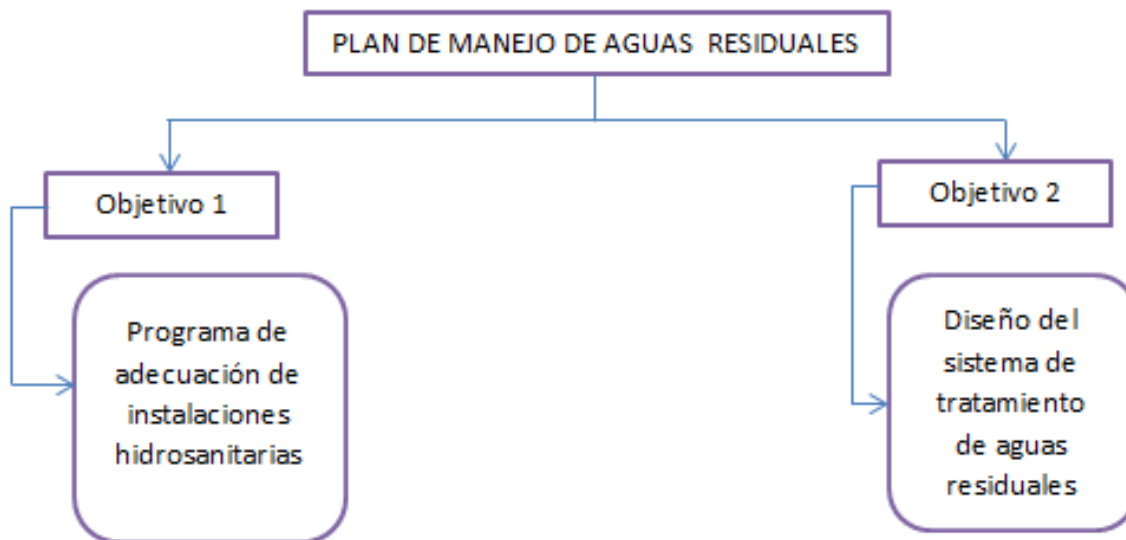 PLAN DE MANEJO DE AGUAS RESIDUALES
Objetivo 1
Objetivo 2
Programa de
adecuación de
instalaciones
hidrosanitarias
Diseño del
sistema de
tratamiento
de aguas
residuales